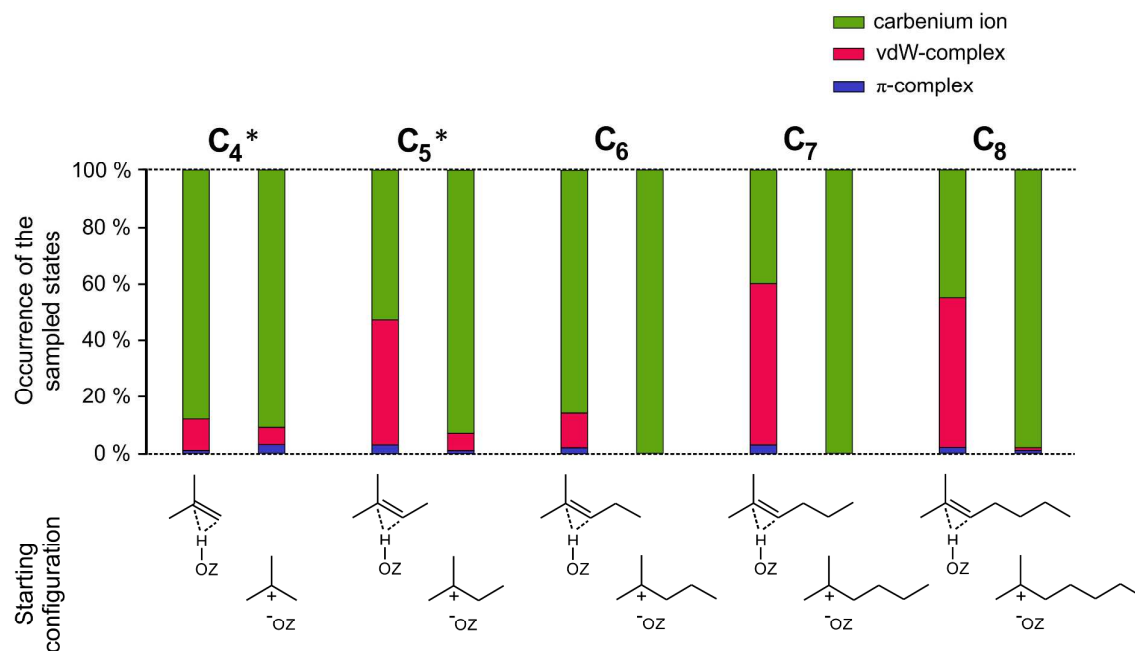 carbenium ion
vdW-complex
π-complex
C₄* C₅* C₆ C₇ C₈
100 %
80 %
60 %
40 %
20 %
0 %
Occurrence of the
sampled states
Starting
configuration
H H H H H
OZ OZ OZ OZ OZ
+ + + + +
⁻OZ ⁻OZ ⁻OZ ⁻OZ ⁻OZ